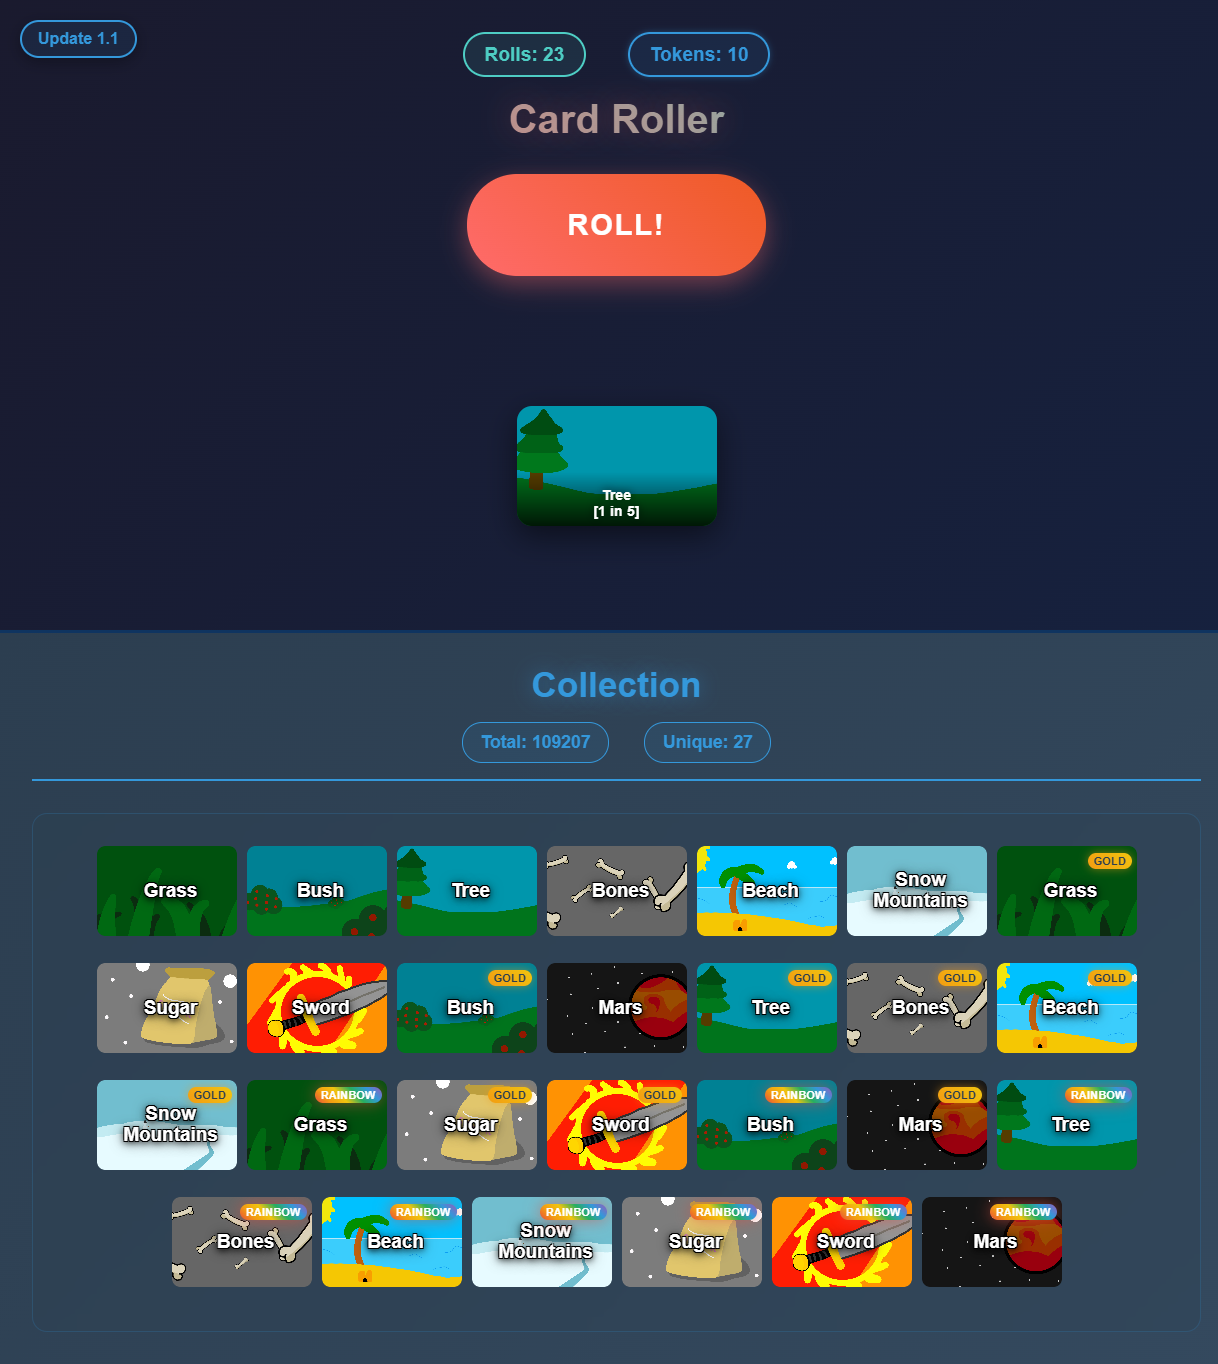 Update 1.1
Rolls: 23
Tokens: 10
Card Roller
ROLL!
Tree
[1 in 5]
Collection
Total: 109207
Unique: 27
Grass
Bush
Tree
Bones
Beach
Snow
Mountains
GOLD
Grass
Sugar
Sword
GOLD
Bush
Mars
GOLD
Tree
GOLD
Bones
GOLD
Beach
GOLD
Snow
Mountains
RAINBOW
Grass
GOLD
Sugar
GOLD
Sword
RAINBOW
Bush
GOLD
Mars
RAINBOW
Tree
RAINBOW
Bones
RAINBOW
Beach
RAINBOW
Snow
Mountains
RAINBOW
Sugar
RAINBOW
Sword
RAINBOW
Mars